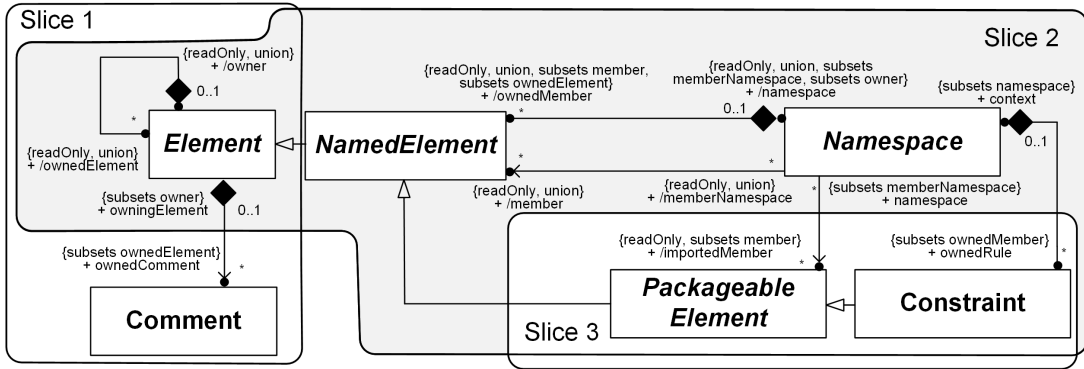 Slice 1
Slice 2
{readOnly, union}
+ /owner
0..1
*
Element
{readOnly, union}
+ /ownedElement
{subsets owner}
+ owningElement
0..1
{subsets ownedElement}
+ ownedComment
*
Comment
{readOnly, union, subsets member,
subsets ownedElement}
+ /ownedMember
*
NamedElement
*
{readOnly, union}
+ /member
{readOnly, union, subsets
memberNamespace, subsets owner}
+ /namespace
0..1
{subsets namespace}
+ context
0..1
Namespace
*
{readOnly, union}
+ /memberNamespace
*
{subsets memberNamespace}
+ namespace
{readOnly, subsets member}
+ /importedMember
*
{subsets ownedMember}
+ ownedRule
*
Packageable
Element
Constraint
Slice 3